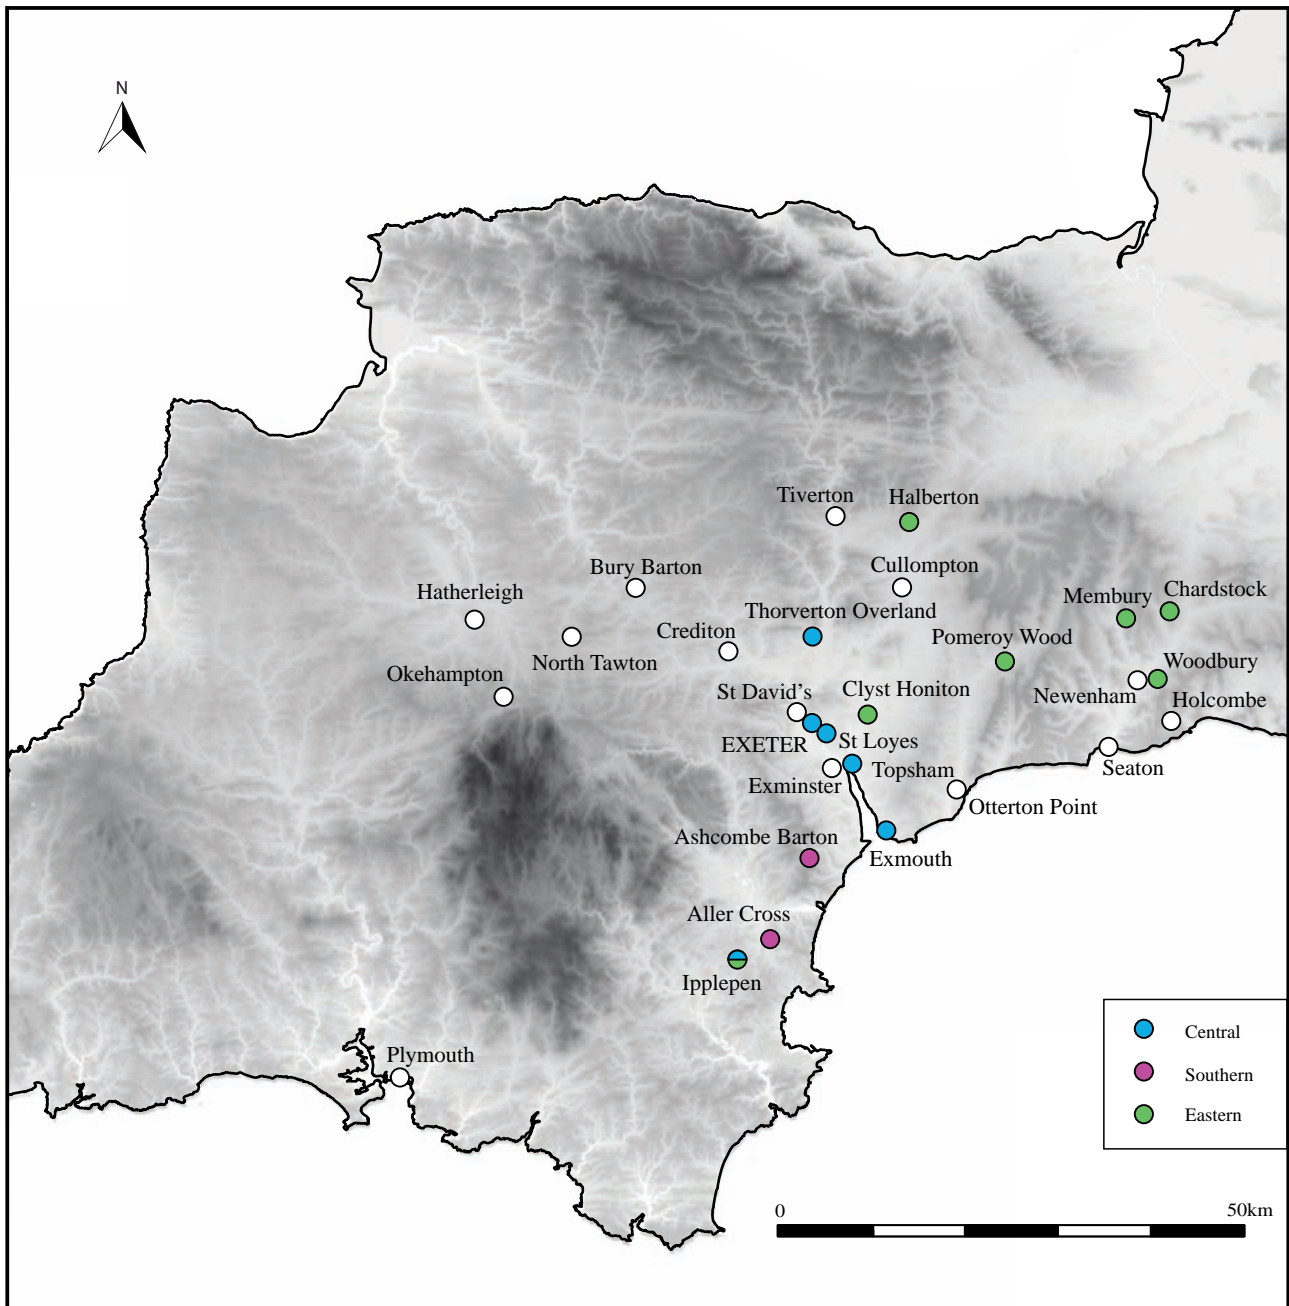 N
Tiverton
Halberton
Bury Barton
Cullompton
Hatherleigh
Membury
Chardstock
Thorverton Overland
Crediton
Pomeroy Wood
North Tawton
Woodbury
Okehampton
St David’s
Clyst Honiton
Newenham
Holcombe
EXETER
St Loyes
Seaton
Topsham
Exminster
Otterton Point
Ashcombe Barton
Exmouth
Aller Cross
Ipplepen
Central
Plymouth
Southern
Eastern
0
50km